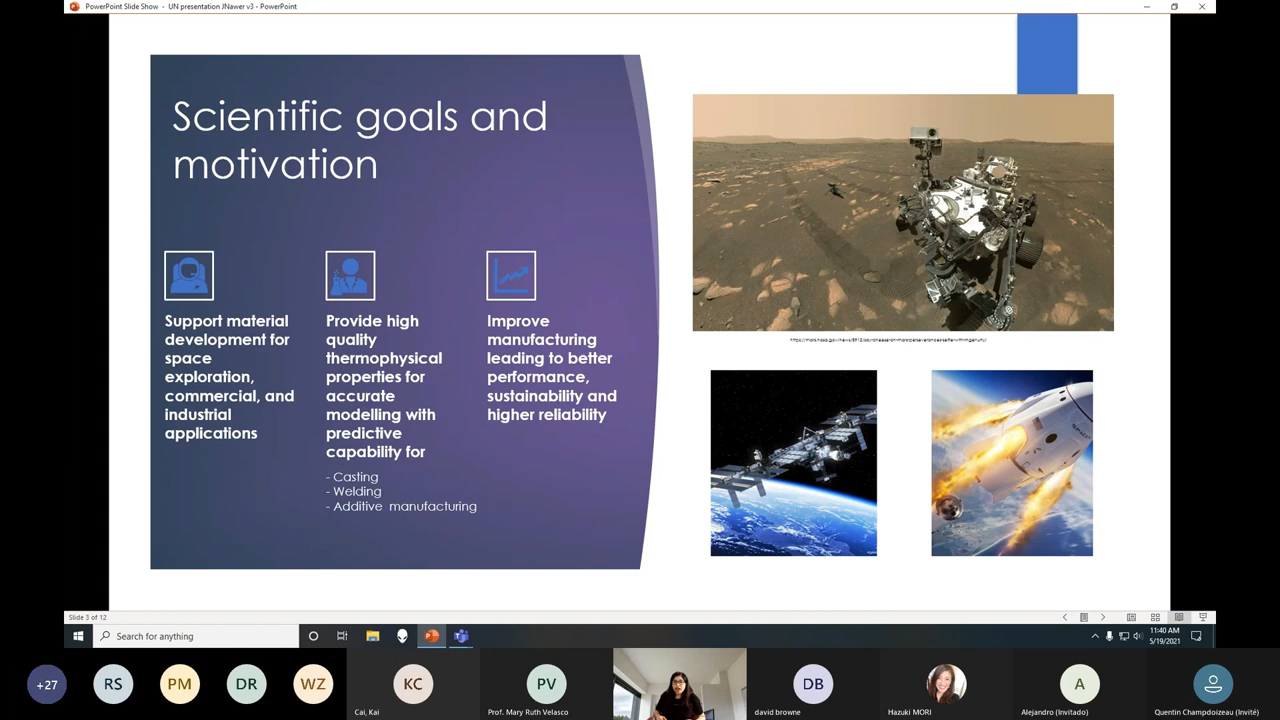 PowerPoint Slide Show - UN presentation JNawer v3 - PowerPoint
Scientific goals and
motivation
Support material
development for
space
exploration,
commercial, and
industrial
applications
Provide high
quality
thermophysical
properties for
accurate
modelling with
predictive
capability for
- Casting
- Welding
- Additive manufacturing
Improve
manufacturing
leading to better
performance,
sustainability and
higher reliability
Slide 3 of 12
Search for anything
11:40 AM
5/19/2021
+27
RS
PM
DR
WZ
KC
Cai, Kai
PV
Prof. Mary Ruth Velasco
DB
david browne
Hazuki MORI
A
Alejandro (Invitado)
Quentin Champdoizeau (Invité)